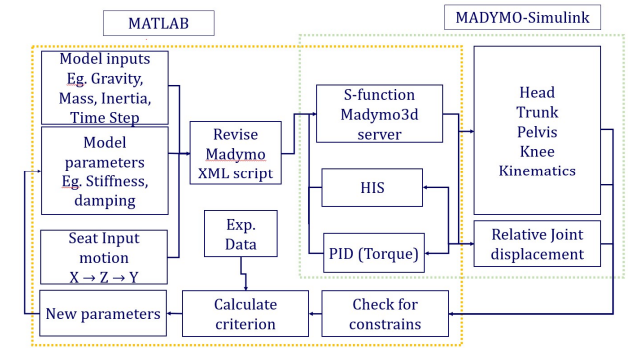 MATLAB
MADYMO-Simulink
Model inputs
Eg. Gravity,
Mass, Inertia,
Time Step
Model
parameters
Eg. Stiffness,
damping
Seat Input
motion
X → Z → Y
New parameters
Revise
Madymo
XML script
Exp.
Data
Calculate
criterion
S-function
Madymo3d
server
HIS
PID (Torque)
Check for
constrains
Head
Trunk
Pelvis
Knee
Kinematics
Relative Joint
displacement